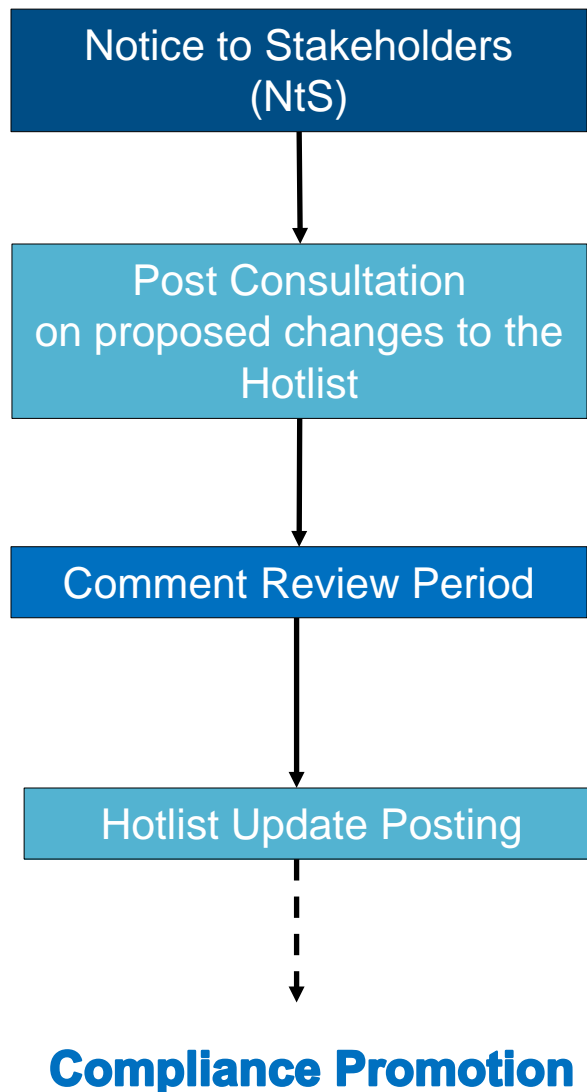 Notice to Stakeholders
(NtS)
Post Consultation
on proposed changes to the
Hotlist
Comment Review Period
Hotlist Update Posting
Compliance Promotion